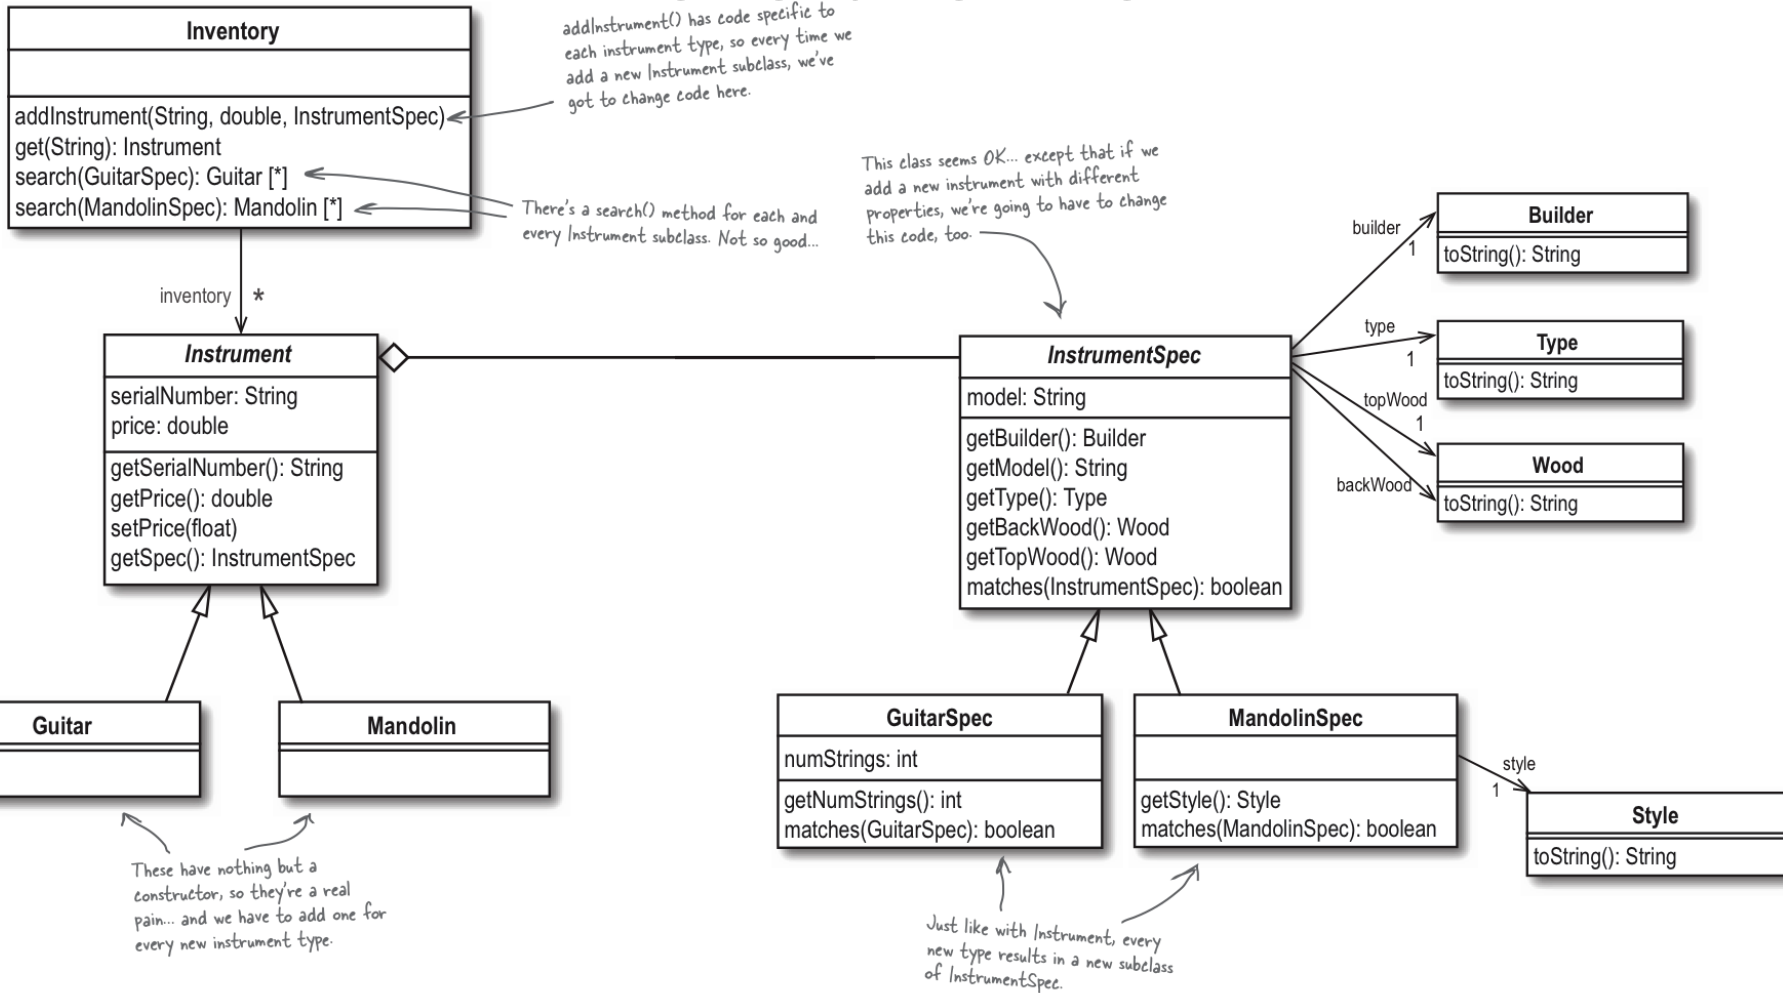 Inventory
addInstrument(String, double, InstrumentSpec)
get(String): Instrument
search(GuitarSpec): Guitar [*]
search(MandolinSpec): Mandolin [*]
addInstrument() has code specific to
each instrument type, so every time we
add a new Instrument subclass, we've
got to change code here.
There's a search() method for each and
every Instrument subclass. Not so good...
This class seems OK... except that if we
add a new instrument with different
properties, we're going to have to change
this code, too.
inventory *
Instrument
serialNumber: String
price: double
getSerialNumber(): String
getPrice(): double
setPrice(float)
getSpec(): InstrumentSpec
InstrumentSpec
model: String
getBuilder(): Builder
getModel(): String
getType(): Type
getBackWood(): Wood
getTopWood(): Wood
matches(InstrumentSpec): boolean
builder
1
Builder
toString(): String
type
1
Type
toString(): String
topWood
1
backWood
Wood
toString(): String
Guitar
Mandolin
These have nothing but a
constructor, so they're a real
pain... and we have to add one for
every new instrument type.
GuitarSpec
numStrings: int
getNumStrings(): int
matches(GuitarSpec): boolean
MandolinSpec
getStyle(): Style
matches(MandolinSpec): boolean
style
1
Style
toString(): String
Just like with Instrument, every
new type results in a new subclass
of InstrumentSpec.